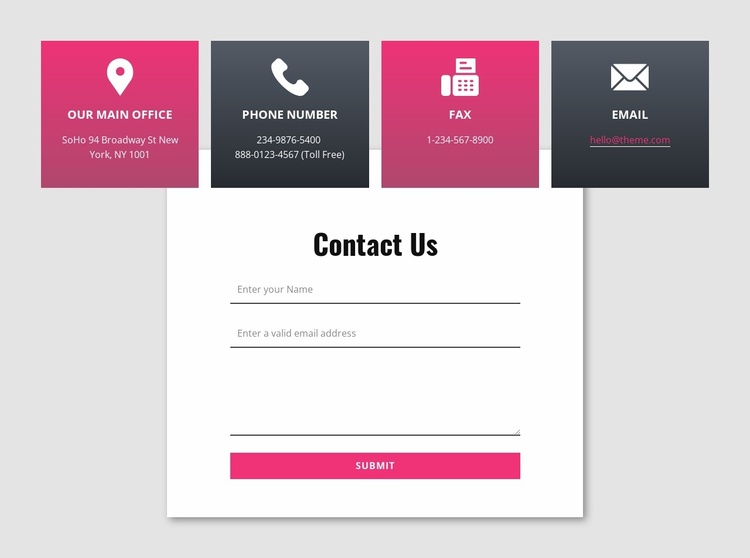 OUR MAIN OFFICE
SoHo 94 Broadway St New
York, NY 1001
PHONE NUMBER
234-9876-5400
888-0123-4567 (Toll Free)
FAX
1-234-567-8900
EMAIL
hello@theme.com
Contact Us
Enter your Name
Enter a valid email address
SUBMIT